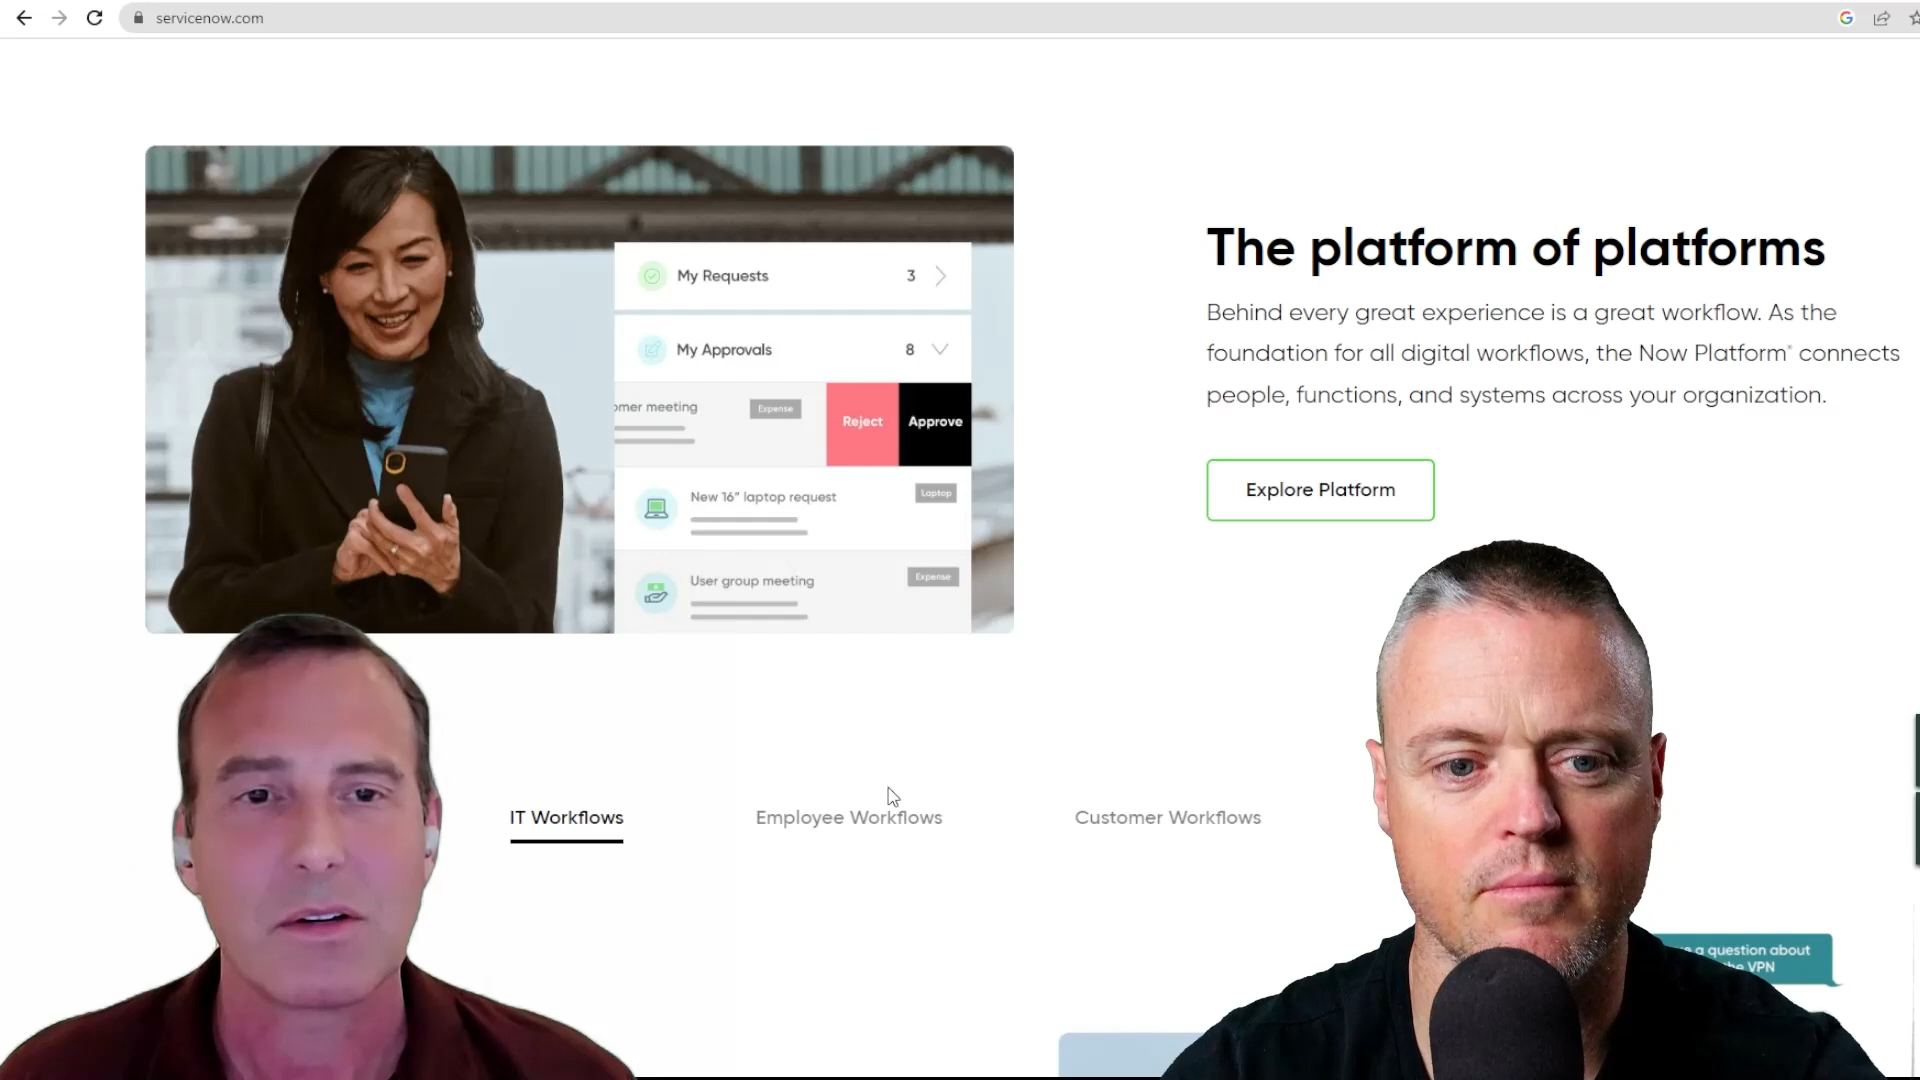 servicenow.com
The platform of platforms
Behind every great experience is a great workflow. As the
foundation for all digital workflows, the Now Platform® connects
people, functions, and systems across your organization.
Explore Platform
My Requests 3
My Approvals 8
omer meeting Expense Reject Approve
New 16" laptop request Laptop
User group meeting Expense
IT Workflows Employee Workflows Customer Workflows
a question about
the VPN